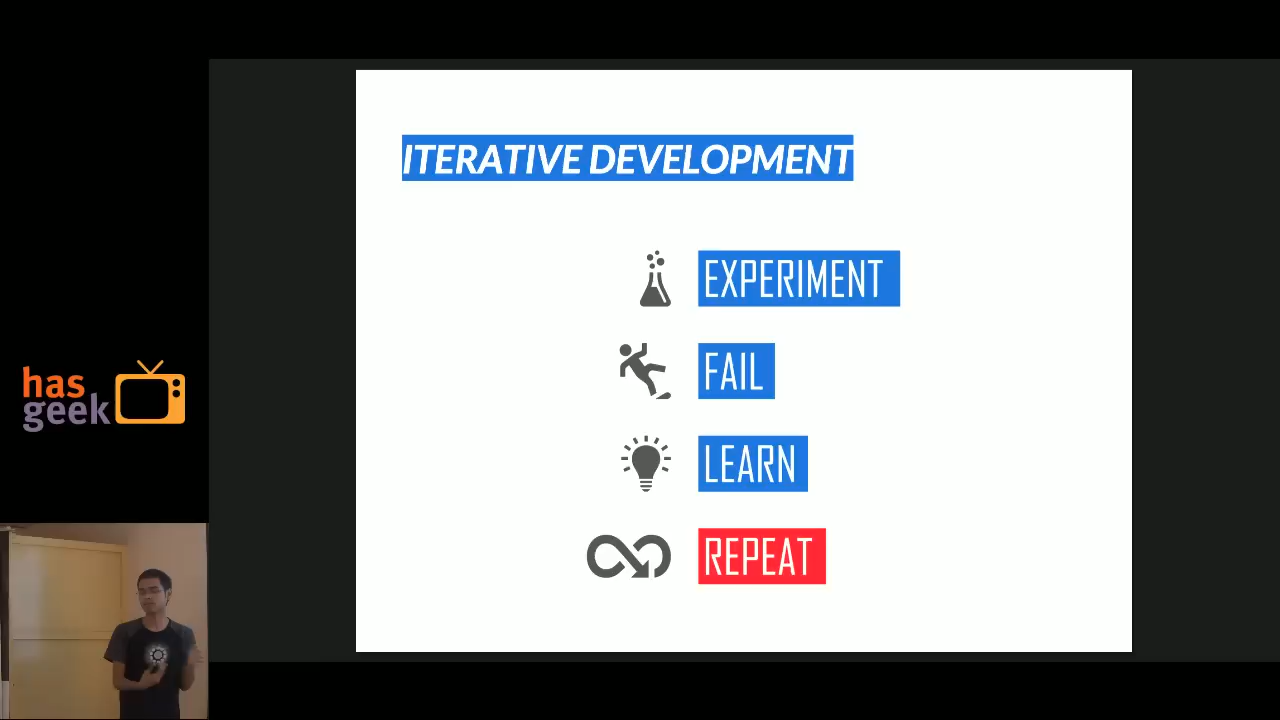 ITERATIVE DEVELOPMENT
EXPERIMENT
FAIL
LEARN
REPEAT
has
geek